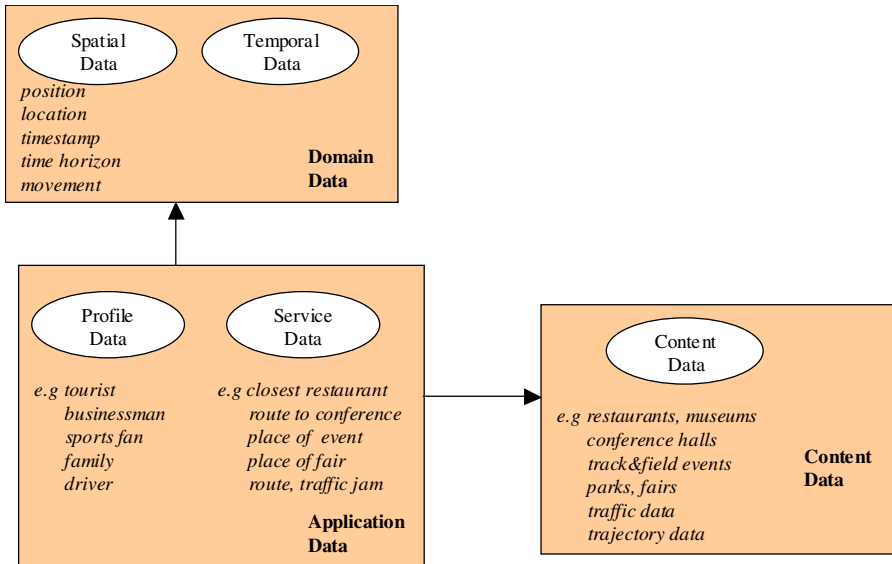 Spatial
Data
Temporal
Data
position
location
timestamp
time horizon
movement
Domain
Data
Profile
Data
Service
Data
e.g tourist
businessman
sports fan
family
driver
e.g closest restaurant
route to conference
place of event
place of fair
route, traffic jam
Application
Data
Content
Data
e.g restaurants, museums
conference halls
track&field events
parks, fairs
traffic data
trajectory data
Content
Data